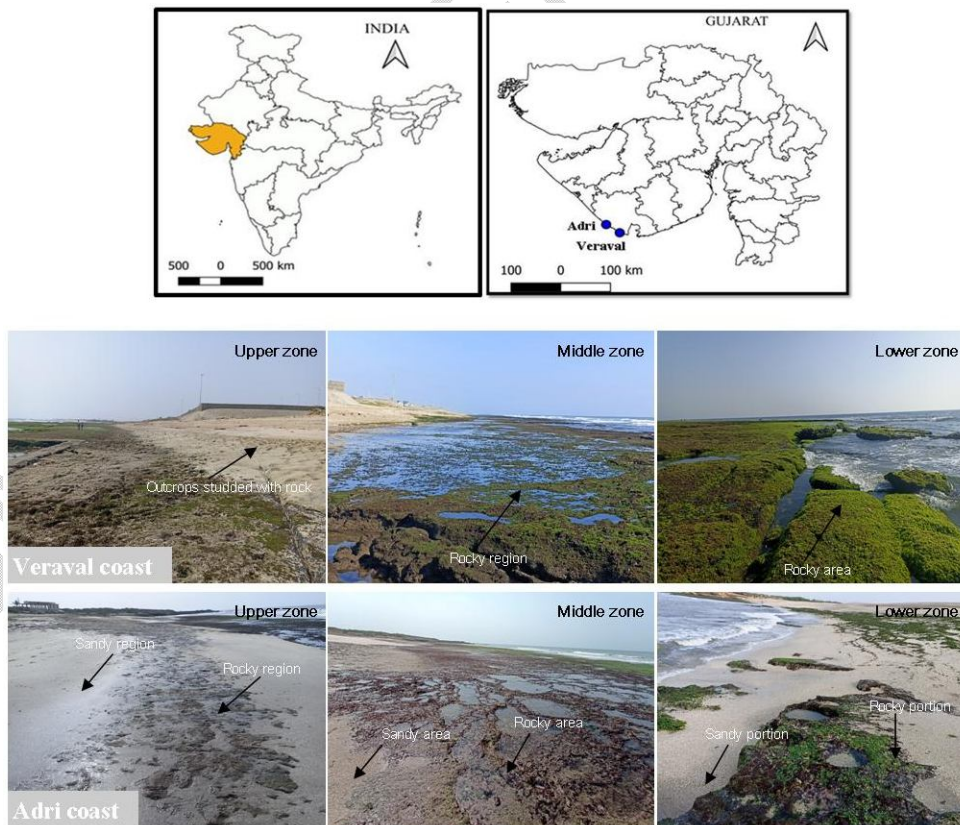 INDIA
500 0 500 km
GUJARAT
Adri
Veraval
100 0 100 km
Upper zone
Outcrops studded with rock
Veraval coast
Middle zone
Rocky region
Lower zone
Rocky area
Upper zone
Sandy region
Rocky region
Adri coast
Middle zone
Sandy area
Rocky area
Lower zone
Rocky portion
Sandy portion